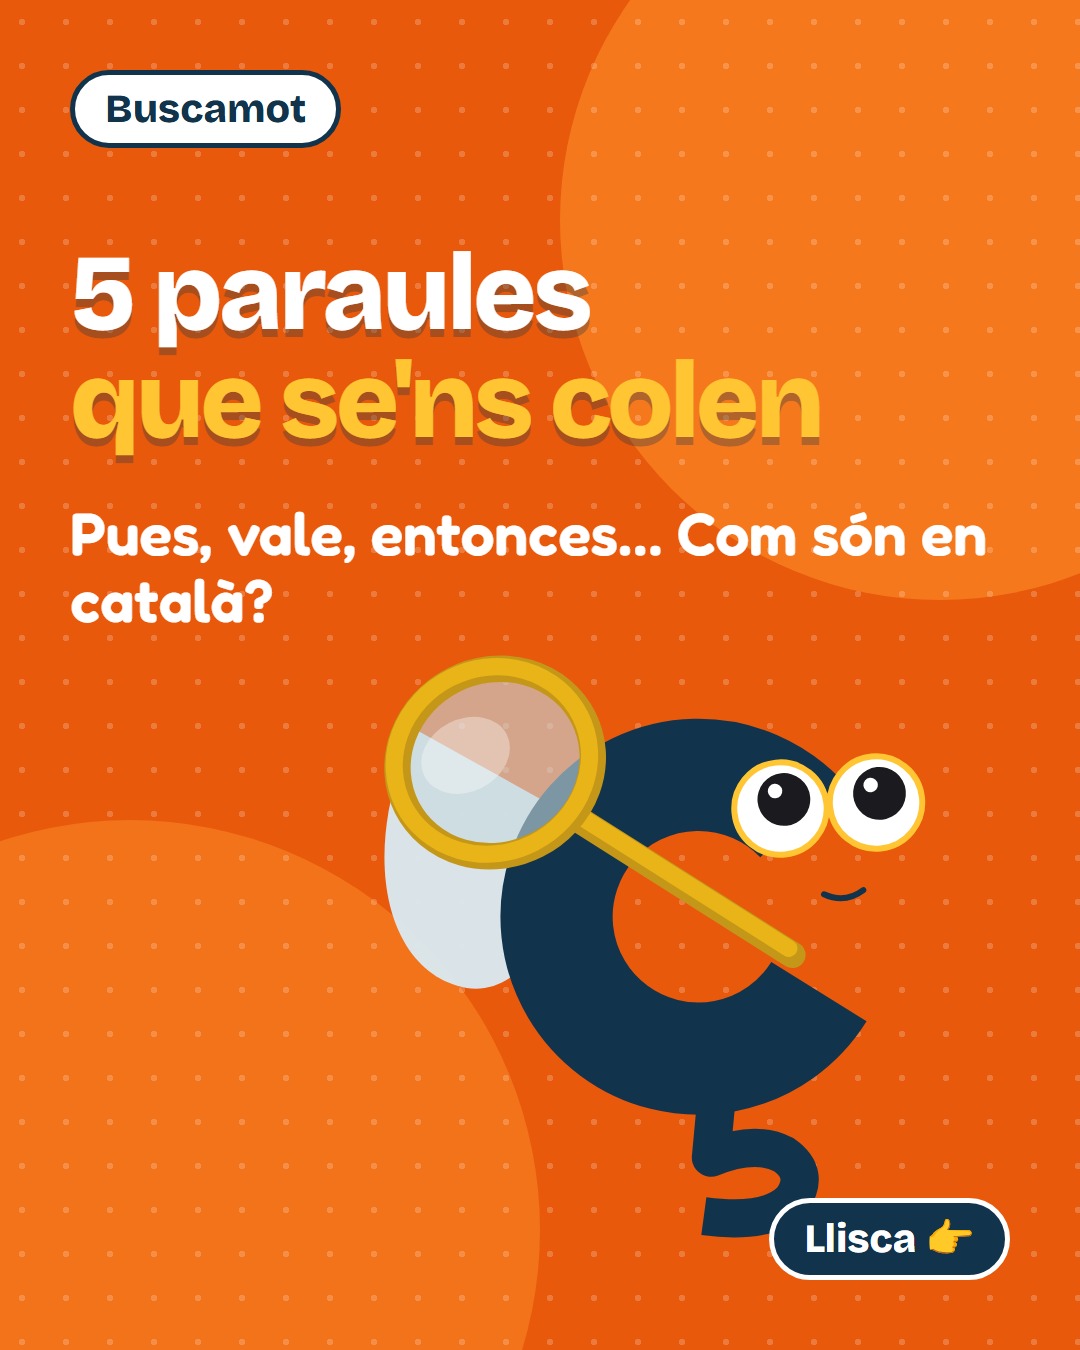 Buscamot
5 paraules
que se'ns colen
Pues, vale, entonces... Com són en
català?
Llisca 👉